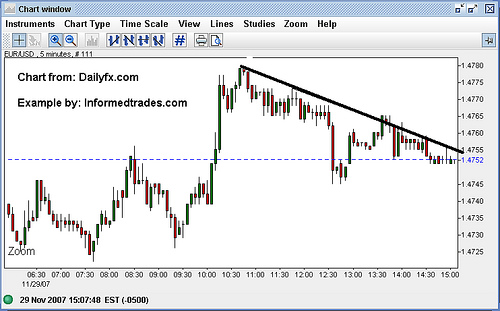 Chart window
Instruments Chart Type Time Scale View Lines Studies Zoom Help
EUR/USD , 5 minutes, # 111
Chart from: Dailyfx.com
Example by: Informedtrades.com
1.4780
1.4775
1.4770
1.4765
1.4760
1.4755
1.4752
1.4745
1.4740
1.4735
1.4730
1.4725
Zoom
06:30 07:00 07:30 08:00 08:30 09:00 09:30 10:00 10:30 11:00 11:30 12:00 12:30 13:00 13:30 14:00 14:30 15:00
11/29/07
29 Nov 2007 15:07:48 EST (-0500)